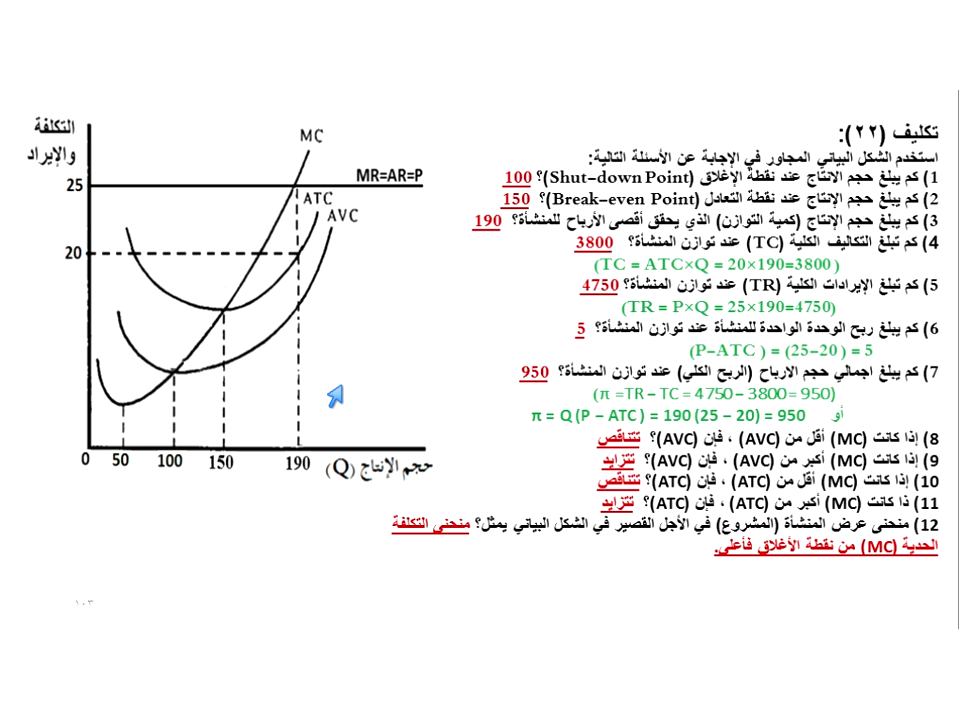 تكليف (٢٢):
استخدم الشكل البياني المجاور في الإجابة عن الأسئلة التالية:
1) كم يبلغ حجم الانتاج عند نقطة الإغلاق (Shut-down Point)؟ 100
2) كم يبلغ حجم الإنتاج عند نقطة التعادل (Break-even Point)؟ 150
3) كم يبلغ حجم الإنتاج (كمية التوازن) الذي يحقق أقصى الأرباح للمنشأة؟ 190
4) كم تبلغ التكاليف الكلية (TC) عند توازن المنشأة؟ 3800
(TC = ATC×Q = 20×190=3800 )
5) كم تبلغ الإيرادات الكلية (TR) عند توازن المنشأة؟ 4750
(TR = P×Q = 25×190=4750)
6) كم يبلغ ربح الوحدة الواحدة للمنشأة عند توازن المنشأة؟ 5
(P-ATC ) = (25-20 ) = 5
7) كم يبلغ اجمالي حجم الارباح (الربح الكلي) عند توازن المنشأة؟ 950
(π =TR – TC = 4750 – 3800 = 950)
أو π = Q (P – ATC ) = 190 (25 – 20) = 950
8) إذا كانت (MC) أقل من (AVC) ، فإن (AVC)؟ تتناقص
9) إذا كانت (MC) أكبر من (AVC) ، فإن (AVC)؟ تتزايد
10) إذا كانت (MC) أقل من (ATC) ، فإن (ATC)؟ تتناقص
11) ذا كانت (MC) أكبر من (ATC) ، فإن (ATC)؟ تتزايد
12) منحنى عرض المنشأة (المشروع) في الأجل القصير في الشكل البياني يمثل؟ منحنى التكلفة
الحدية (MC) من نقطة الأغلاق فأعلى.
التكلفة
والإيراد
MC
MR=AR=P
25
ATC
AVC
20
0 50 100 150 190 حجم الإنتاج (Q)
١٠٣